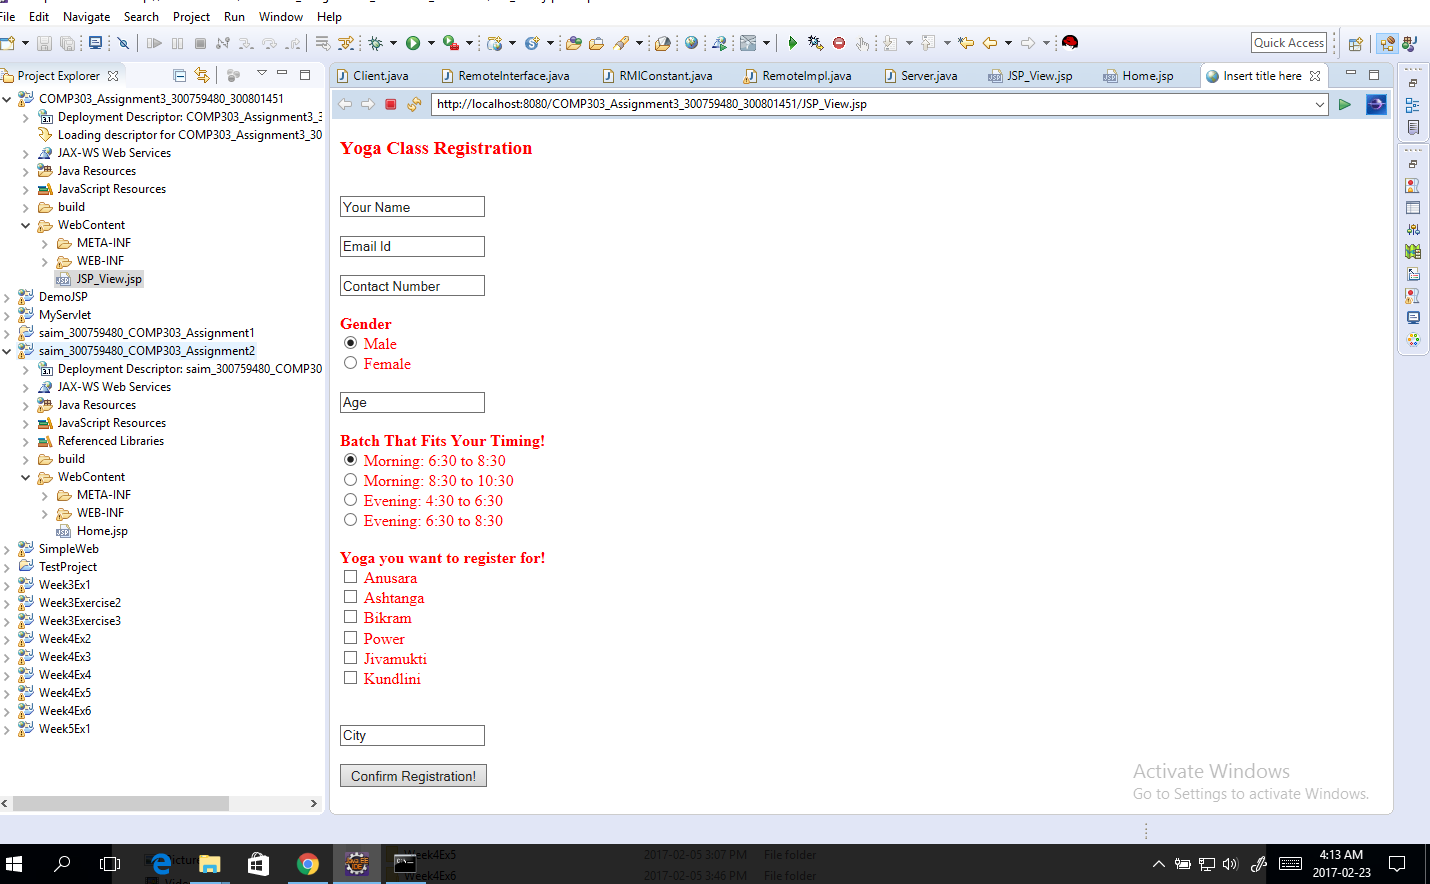 File Edit Navigate Search Project Run Window Help
Quick Access
Project Explorer
Client.java RemoteInterface.java RMIConstant.java RemoteImpl.java Server.java JSP_View.jsp Home.jsp Insert title here
http://localhost:8080/COMP303_Assignment3_300759480_300801451/JSP_View.jsp
COMP303_Assignment3_300759480_300801451
Deployment Descriptor: COMP303_Assignment3_3
Loading descriptor for COMP303_Assignment3_30
JAX-WS Web Services
Java Resources
JavaScript Resources
build
WebContent
META-INF
WEB-INF
JSP_View.jsp
DemoJSP
MyServlet
saim_300759480_COMP303_Assignment1
saim_300759480_COMP303_Assignment2
Deployment Descriptor: saim_300759480_COMP30
JAX-WS Web Services
Java Resources
JavaScript Resources
Referenced Libraries
build
WebContent
META-INF
WEB-INF
Home.jsp
SimpleWeb
TestProject
Week3Ex1
Week3Exercise2
Week3Exercise3
Week4Ex2
Week4Ex3
Week4Ex4
Week4Ex5
Week4Ex6
Week5Ex1
Yoga Class Registration
Your Name
Email Id
Contact Number
Gender
Male
Female
Age
Batch That Fits Your Timing!
Morning: 6:30 to 8:30
Morning: 8:30 to 10:30
Evening: 4:30 to 6:30
Evening: 6:30 to 8:30
Yoga you want to register for!
Anusara
Ashtanga
Bikram
Power
Jivamukti
Kundlini
City
Confirm Registration!
Activate Windows
Go to Settings to activate Windows.
Week4Ex5 2017-02-05 3:07 PM File folder
Week4Ex6 2017-02-05 3:46 PM File folder
4:13 AM
2017-02-23